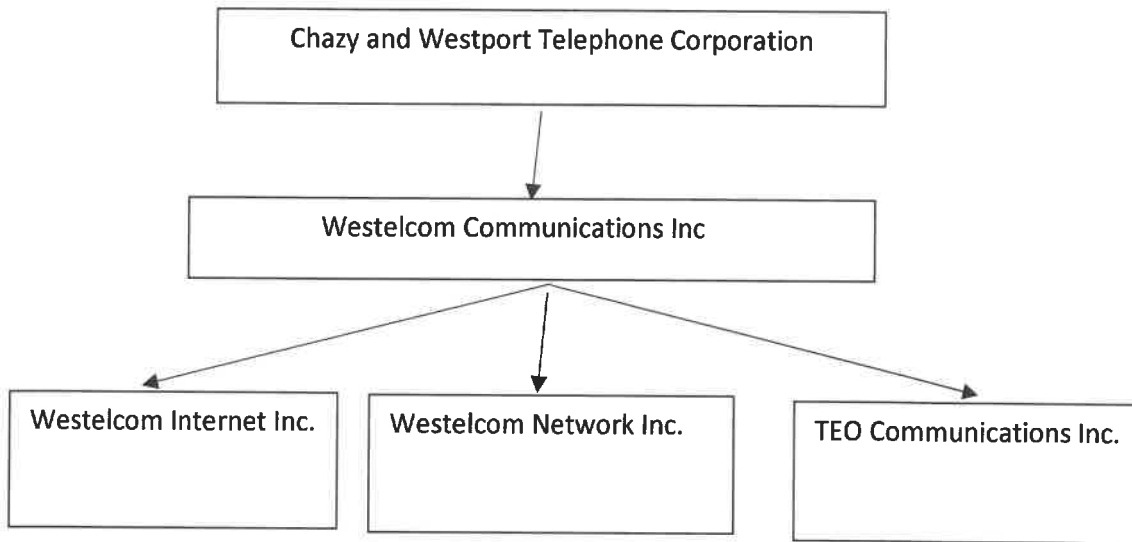 Chazy and Westport Telephone Corporation
Westelcom Communications Inc
Westelcom Internet Inc.
Westelcom Network Inc.
TEO Communications Inc.